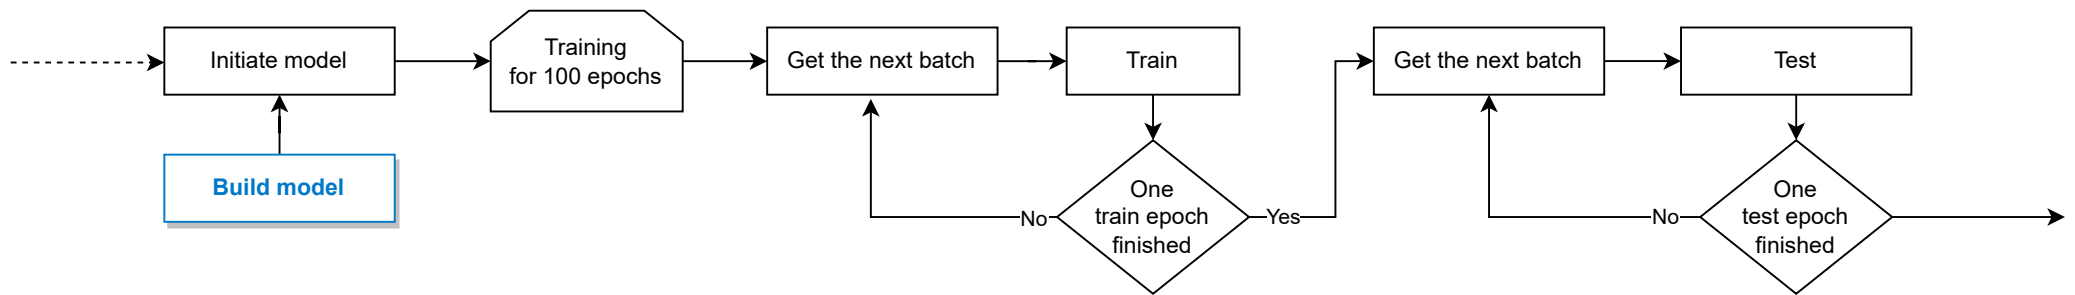 Initiate model
Training
for 100 epochs
Get the next batch
Train
Get the next batch
Test
Build model
One
train epoch
finished
No
Yes
One
test epoch
finished
No